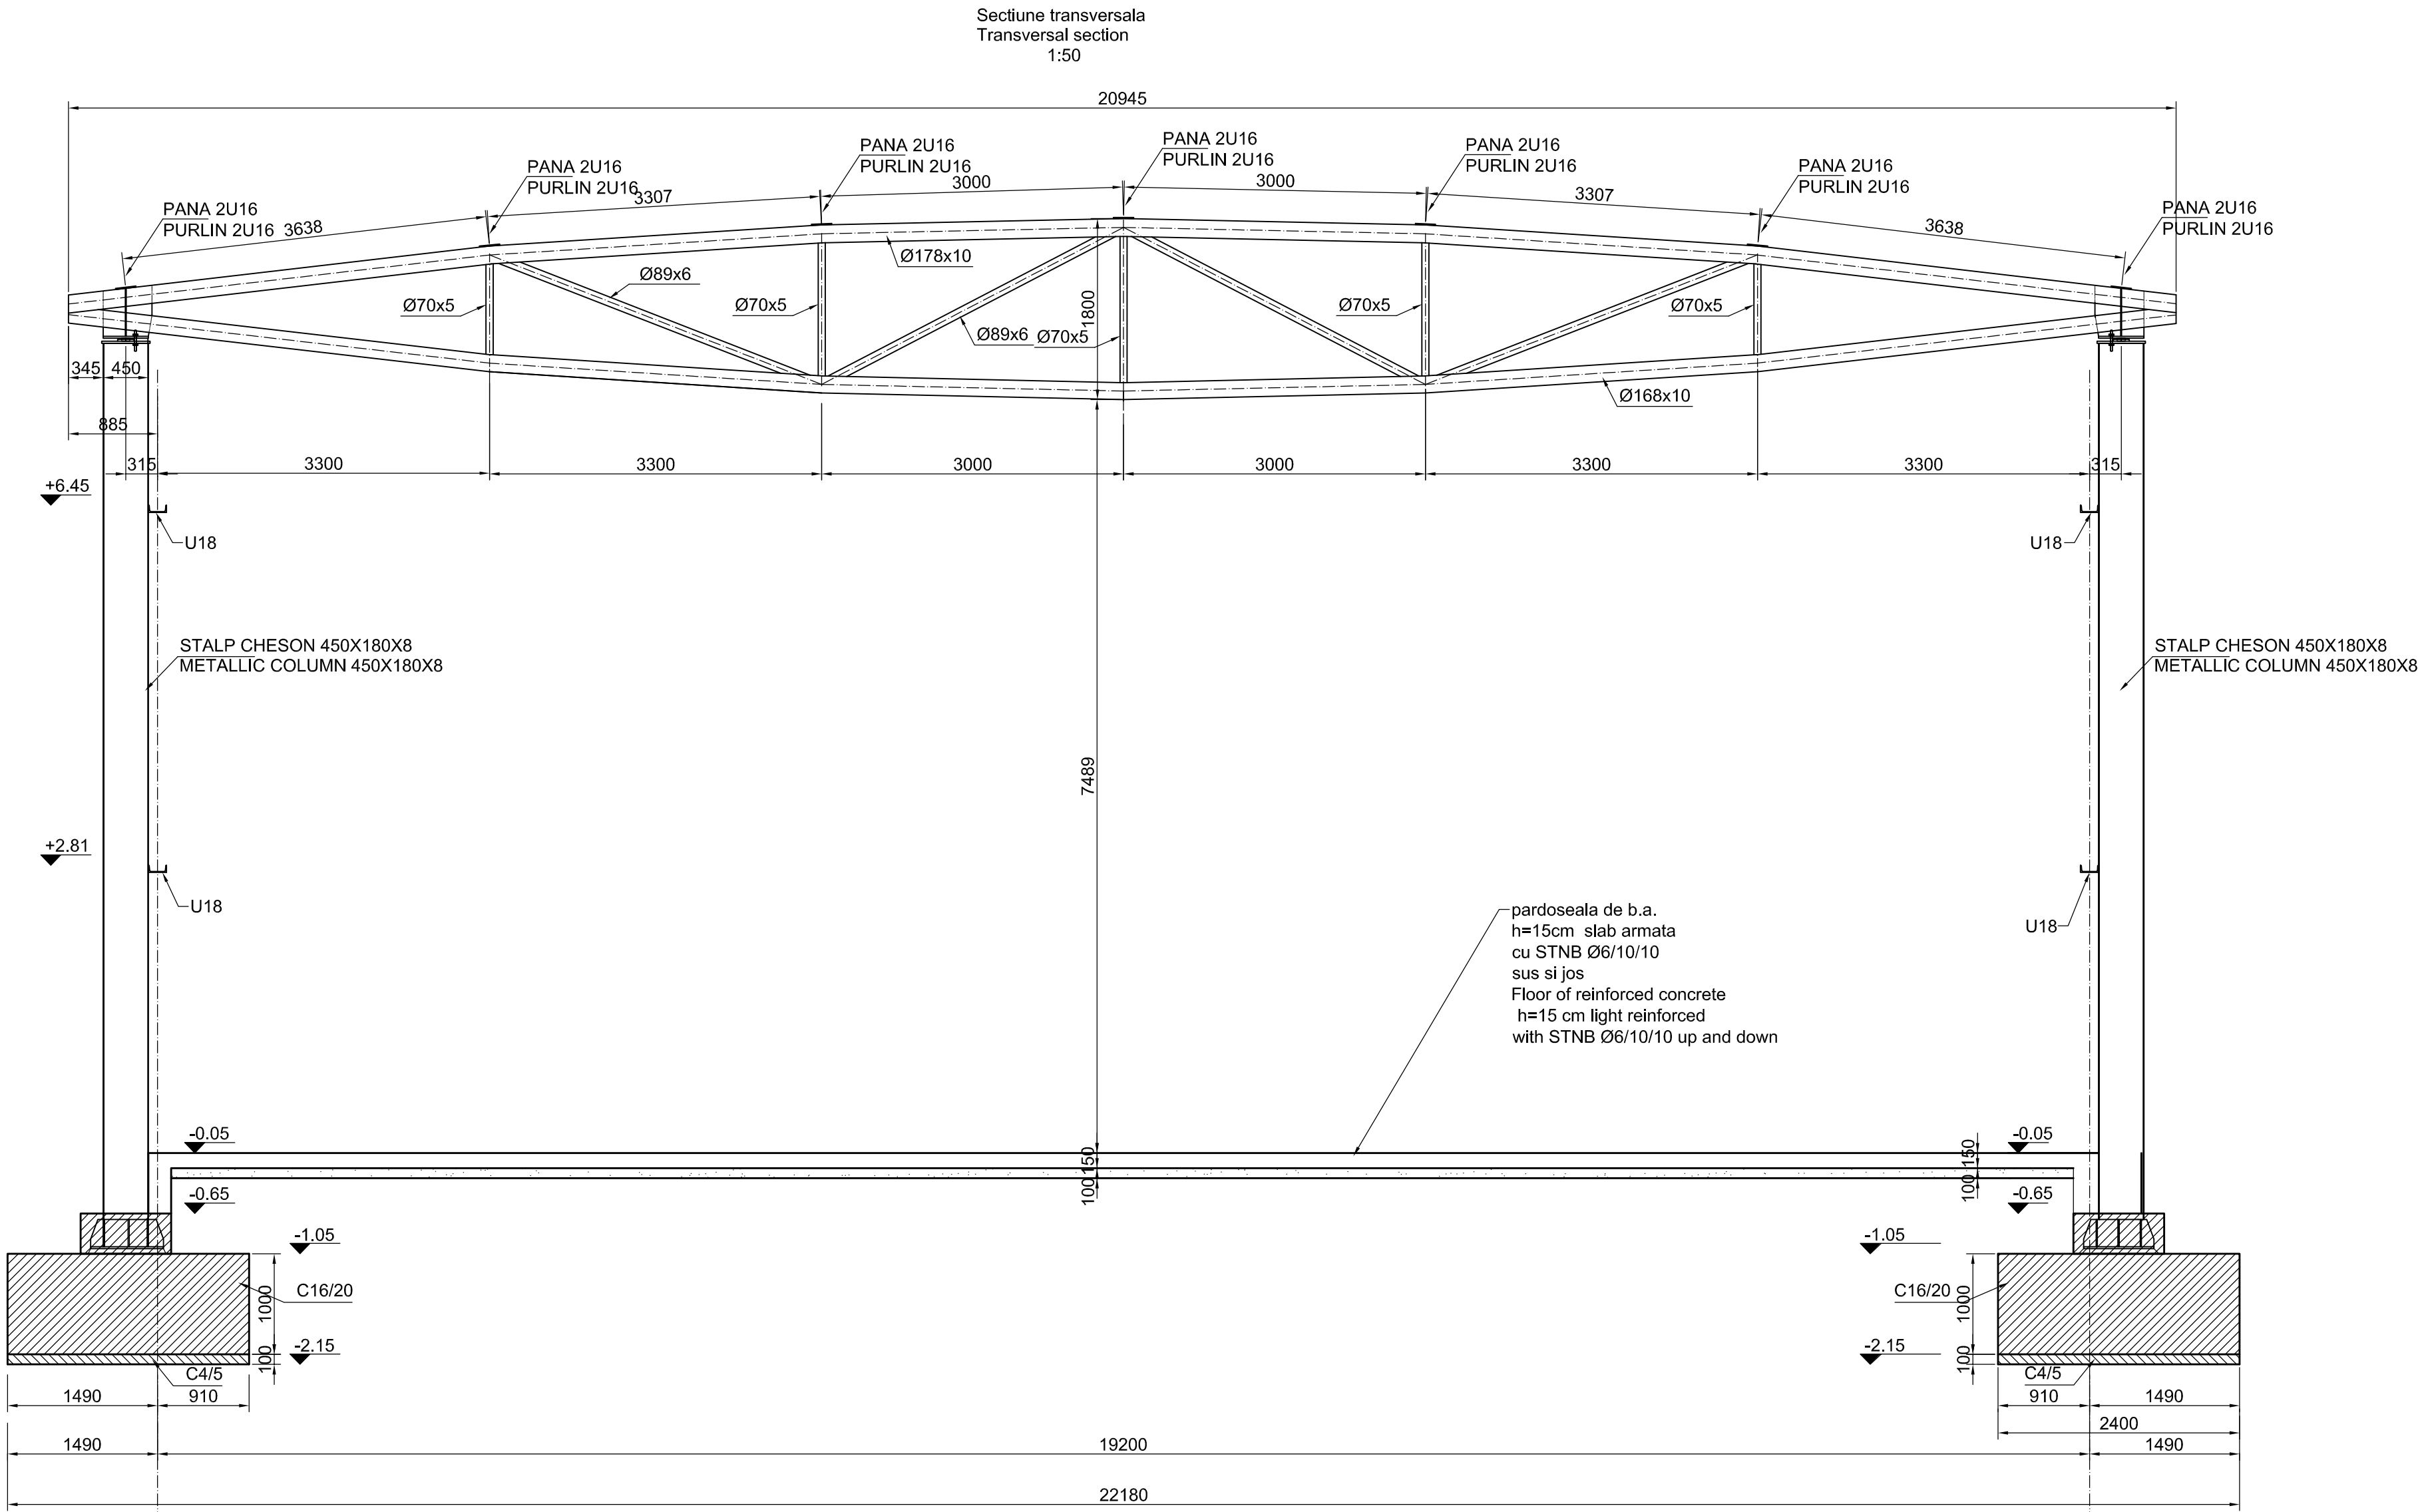 Sectiune transversala
Transversal section
1:50
20945
PANA 2U16
PURLIN 2U16
3638
PANA 2U16
PURLIN 2U16
3307
PANA 2U16
PURLIN 2U16
3000
PANA 2U16
PURLIN 2U16
3000
PANA 2U16
PURLIN 2U16
3307
PANA 2U16
PURLIN 2U16
3638
PANA 2U16
PURLIN 2U16
Ø178x10
Ø89x6
Ø70x5
Ø70x5
Ø89x6
Ø70x5
1800
Ø70x5
Ø70x5
Ø168x10
345
450
885
315
3300
3300
3000
3000
3300
3300
315
+6.45
U18
U18
STALP CHESON 450X180X8
METALLIC COLUMN 450X180X8
STALP CHESON 450X180X8
METALLIC COLUMN 450X180X8
7489
+2.81
U18
U18
pardoseala de b.a.
h=15cm slab armata
cu STNB Ø6/10/10
sus si jos
Floor of reinforced concrete
h=15 cm light reinforced
with STNB Ø6/10/10 up and down
-0.05
-0.05
150
100
150
100
-0.65
-0.65
-1.05
-1.05
C16/20
1000
C16/20
1000
-2.15
100
-2.15
100
C4/5
C4/5
1490
910
910
1490
2400
1490
19200
1490
22180